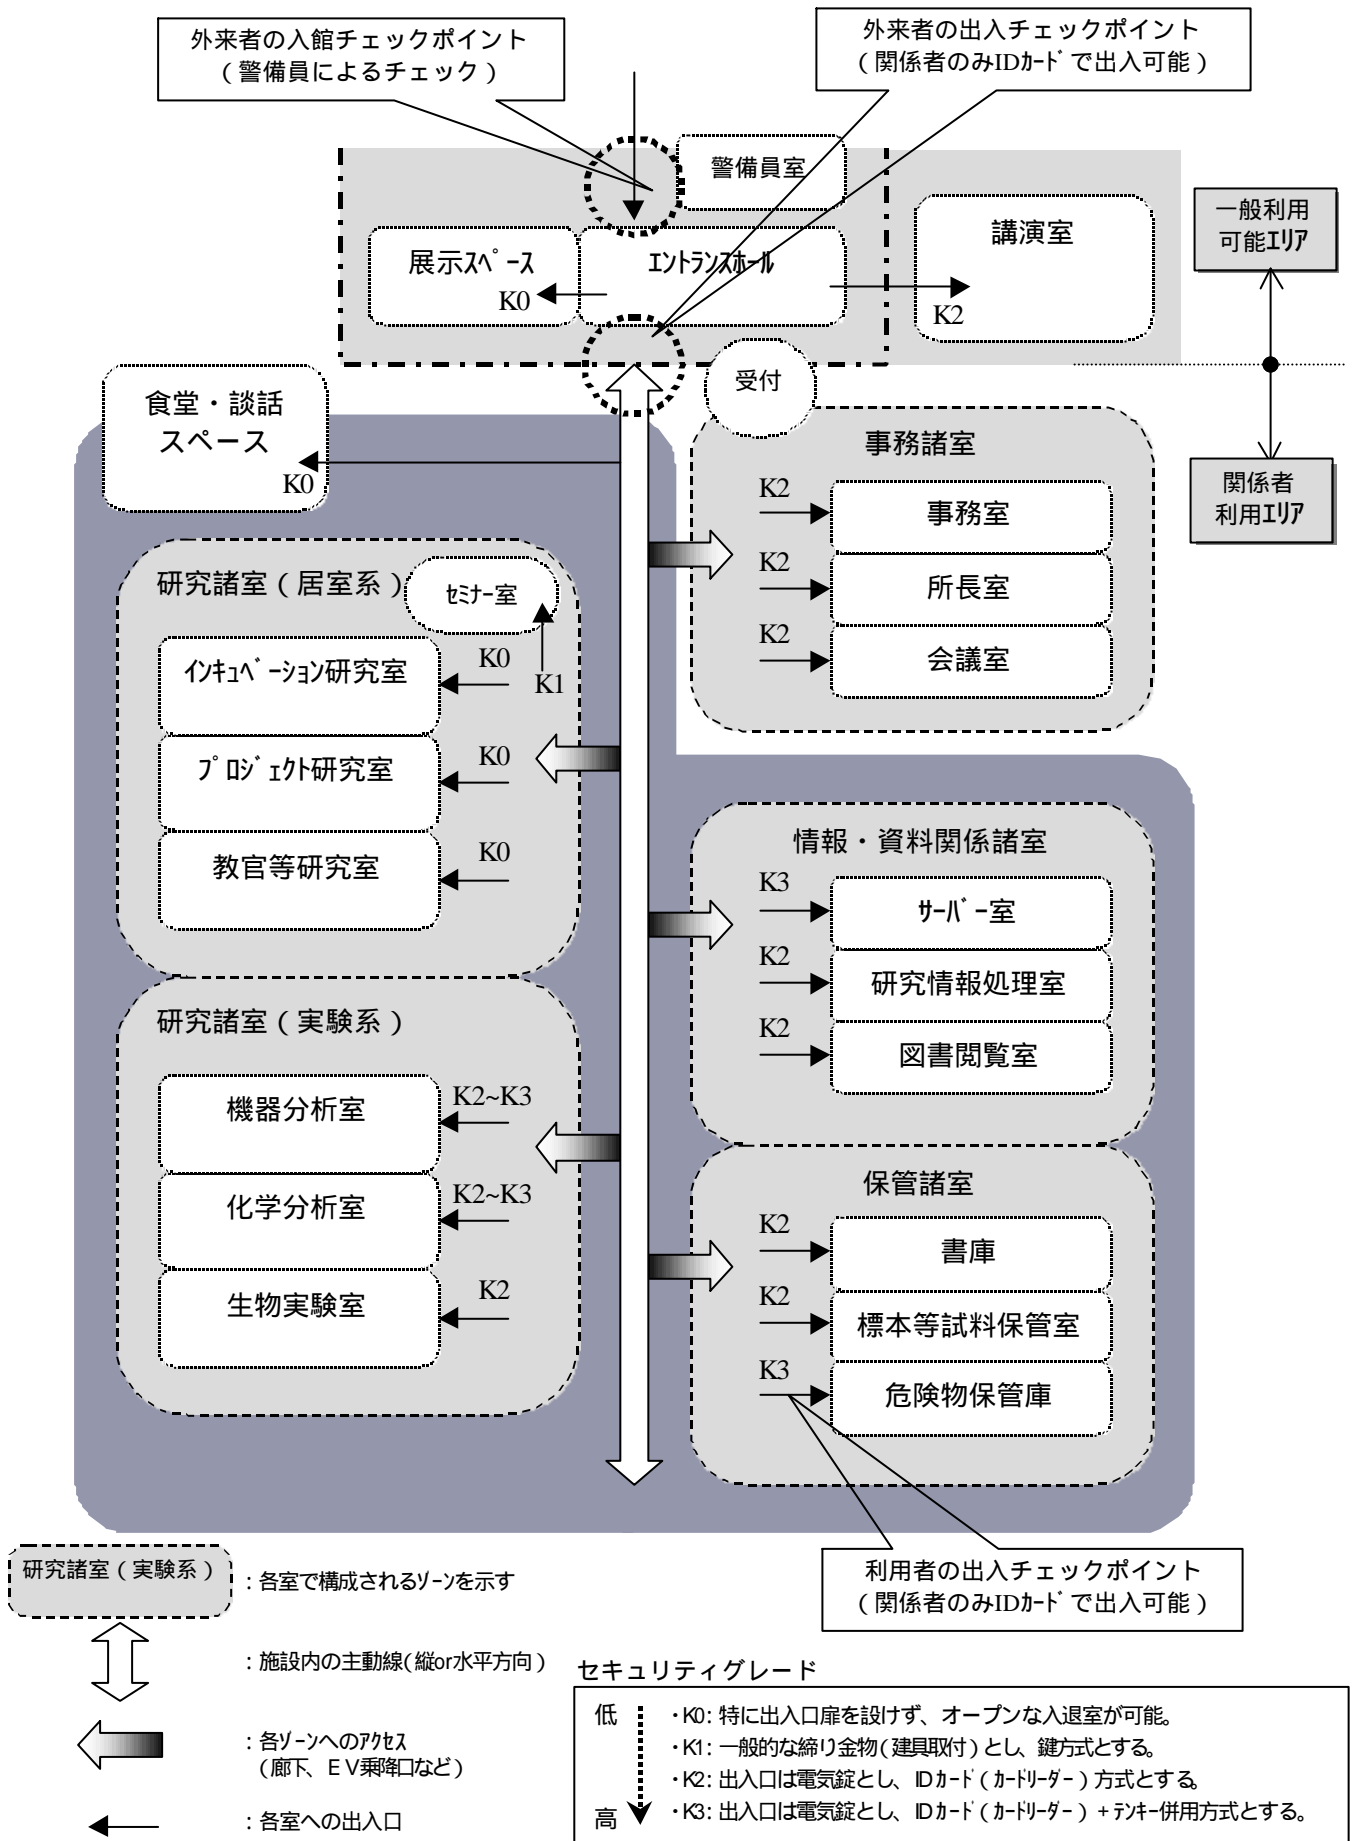 外来者の入館チェックポイント
(警備員によるチェック)
外来者の出入チェックポイント
(関係者のみIDｶｰﾄﾞで出入可能)
警備員室
展示ｽﾍﾟｰｽ
K0
ｴﾝﾄﾗﾝｽﾎｰﾙ
講演室
K2
一般利用
可能ｴﾘｱ
受付
食堂・談話
スペース
K0
関係者
利用ｴﾘｱ
事務諸室
K2
事務室
K2
所長室
K2
会議室
研究諸室(居室系)
ｾﾐﾅｰ室
K1
ｲﾝｷｭﾍﾞｰｼｮﾝ研究室
K0
ﾌﾟﾛｼﾞｪｸﾄ研究室
K0
教官等研究室
K0
情報・資料関係諸室
K3
ｻｰﾊﾞｰ室
K2
研究情報処理室
K2
図書閲覧室
研究諸室(実験系)
機器分析室
K2~K3
化学分析室
K2~K3
生物実験室
K2
保管諸室
K2
書庫
K2
標本等試料保管室
K3
危険物保管庫
利用者の出入チェックポイント
(関係者のみIDｶｰﾄﾞで出入可能)
研究諸室(実験系)
:各室で構成されるｿﾞｰﾝを示す
:施設内の主動線(縦or水平方向)
:各ｿﾞｰﾝへのｱｸｾｽ
(廊下、EV乗降口など)
:各室への出入口
セキュリティグレード
低
・K0:特に出入口扉を設けず、オープンな入退室が可能。
・K1:一般的な締り金物(建具取付)とし、鍵方式とする。
・K2:出入口は電気錠とし、IDｶｰﾄﾞ(ｶｰﾄﾞﾘｰﾀﾞｰ)方式とする。
高
・K3:出入口は電気錠とし、IDｶｰﾄﾞ(ｶｰﾄﾞﾘｰﾀﾞｰ)+ﾃﾝｷｰ併用方式とする。